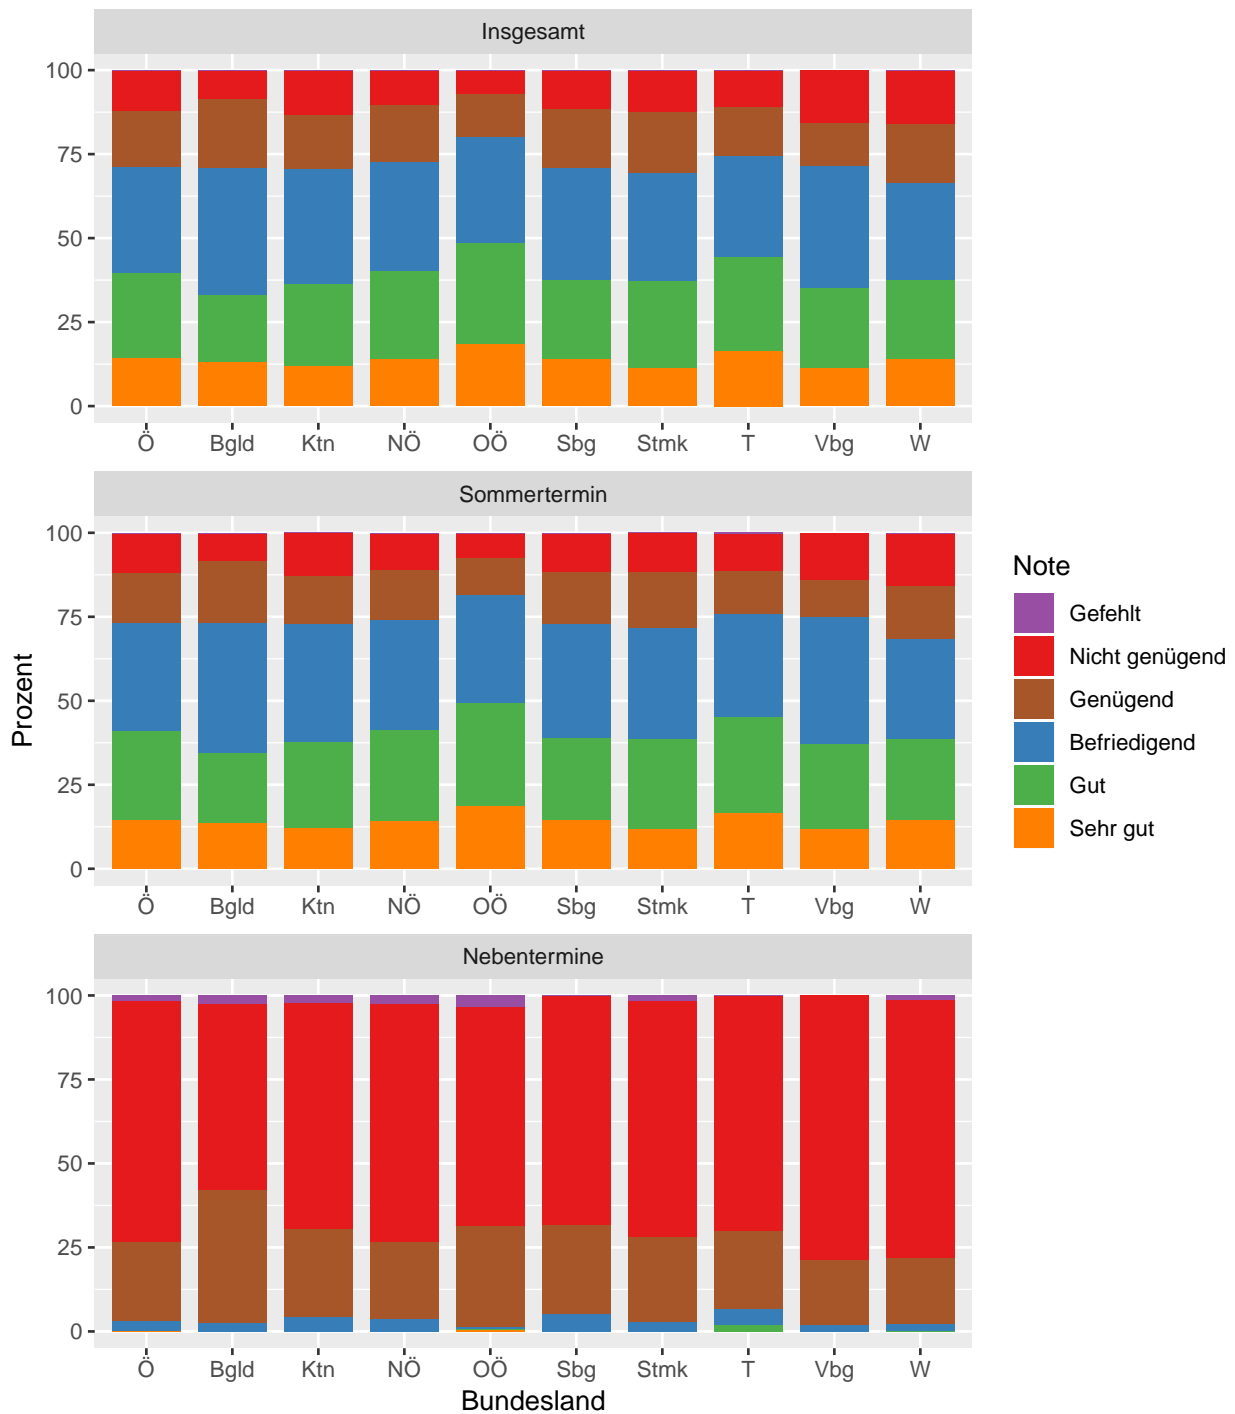 Insgesamt
100
75
50
25
0
Ö Bgld Ktn NÖ OÖ Sbg Stmk T Vbg W
Sommertermin
100
75
50
25
0
Ö Bgld Ktn NÖ OÖ Sbg Stmk T Vbg W
Nebentermine
100
75
50
25
0
Ö Bgld Ktn NÖ OÖ Sbg Stmk T Vbg W
Bundesland
Prozent
Note
Gefehlt
Nicht genügend
Genügend
Befriedigend
Gut
Sehr gut